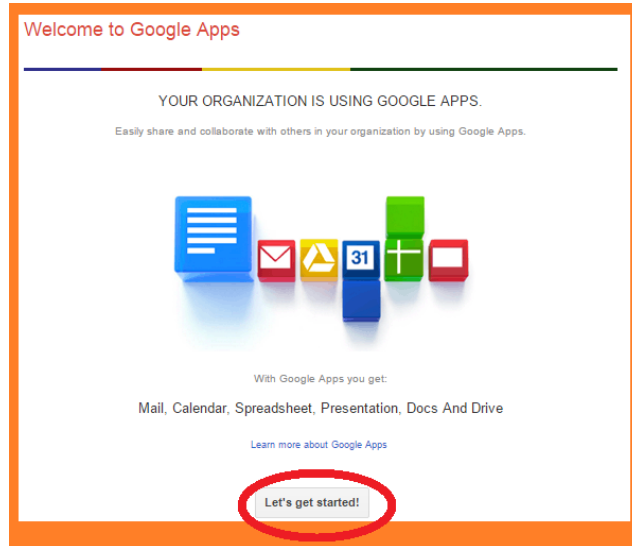 Welcome to Google Apps
YOUR ORGANIZATION IS USING GOOGLE APPS.
Easily share and collaborate with others in your organization by using Google Apps.
31
With Google Apps you get:
Mail, Calendar, Spreadsheet, Presentation, Docs And Drive
Learn more about Google Apps
Let's get started!